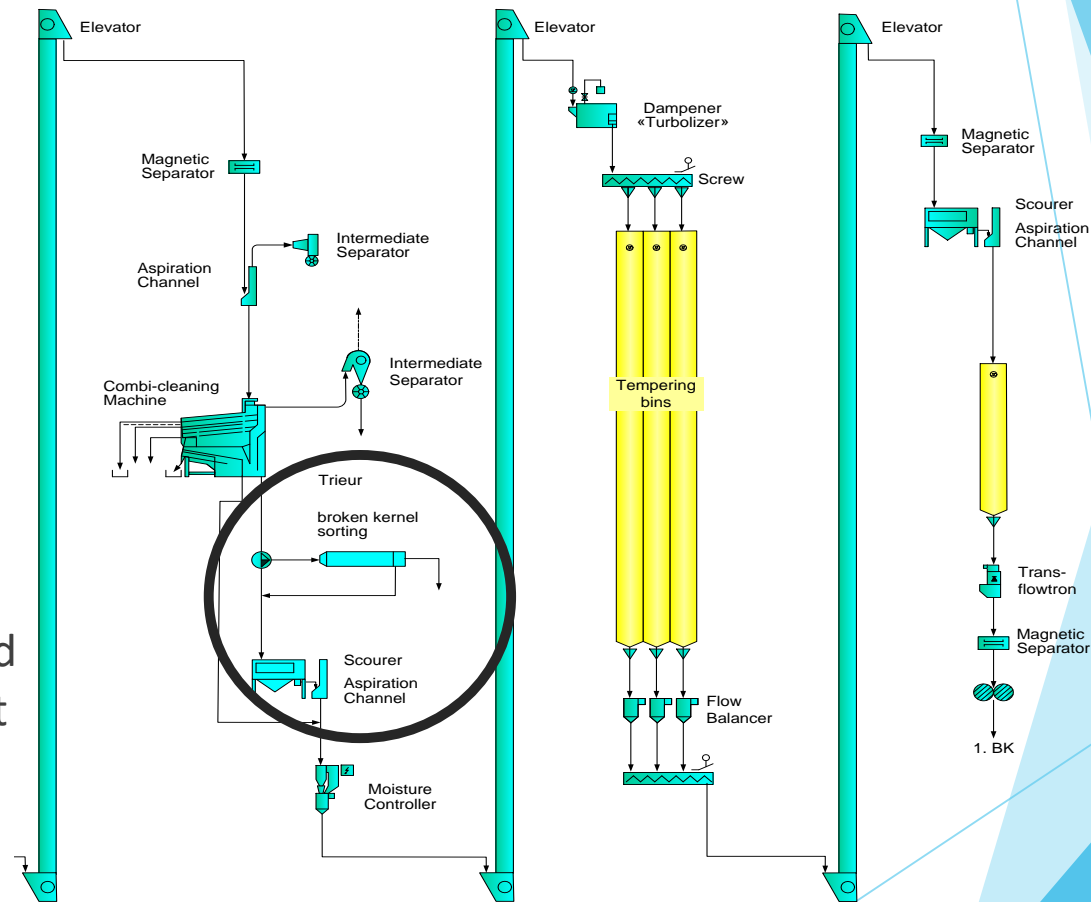 Elevator
Magnetic
Separator
Intermediate
Separator
Aspiration
Channel
Intermediate
Separator
Combi-cleaning
Machine
Trieur
broken kernel
sorting
Scourer
Aspiration
Channel
Moisture
Controller
d
t
Elevator
Dampener
«Turbolizer»
Screw
Tempering
bins
Flow
Balancer
Elevator
Magnetic
Separator
Scourer
Aspiration
Channel
Trans-
flowtron
Magnetic
Separator
1. BK